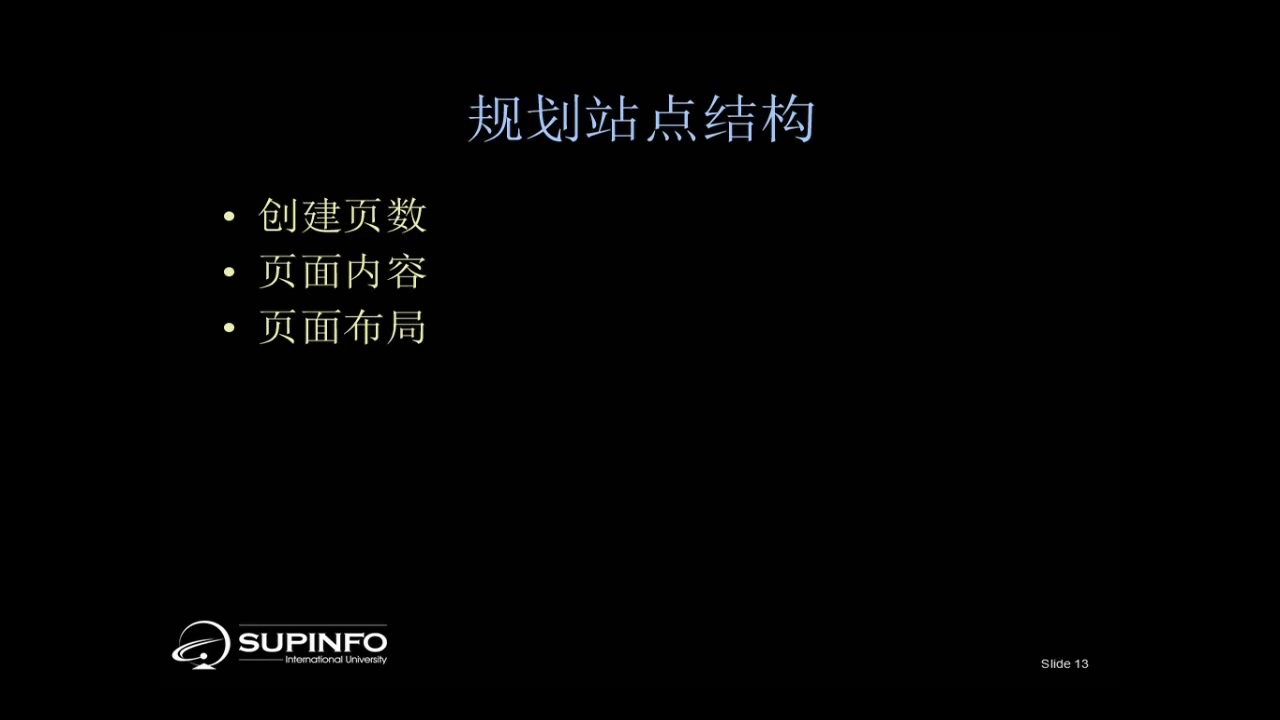 规划站点结构
• 创建页数
• 页面内容
• 页面布局
SUPINFO
International University
Slide 13